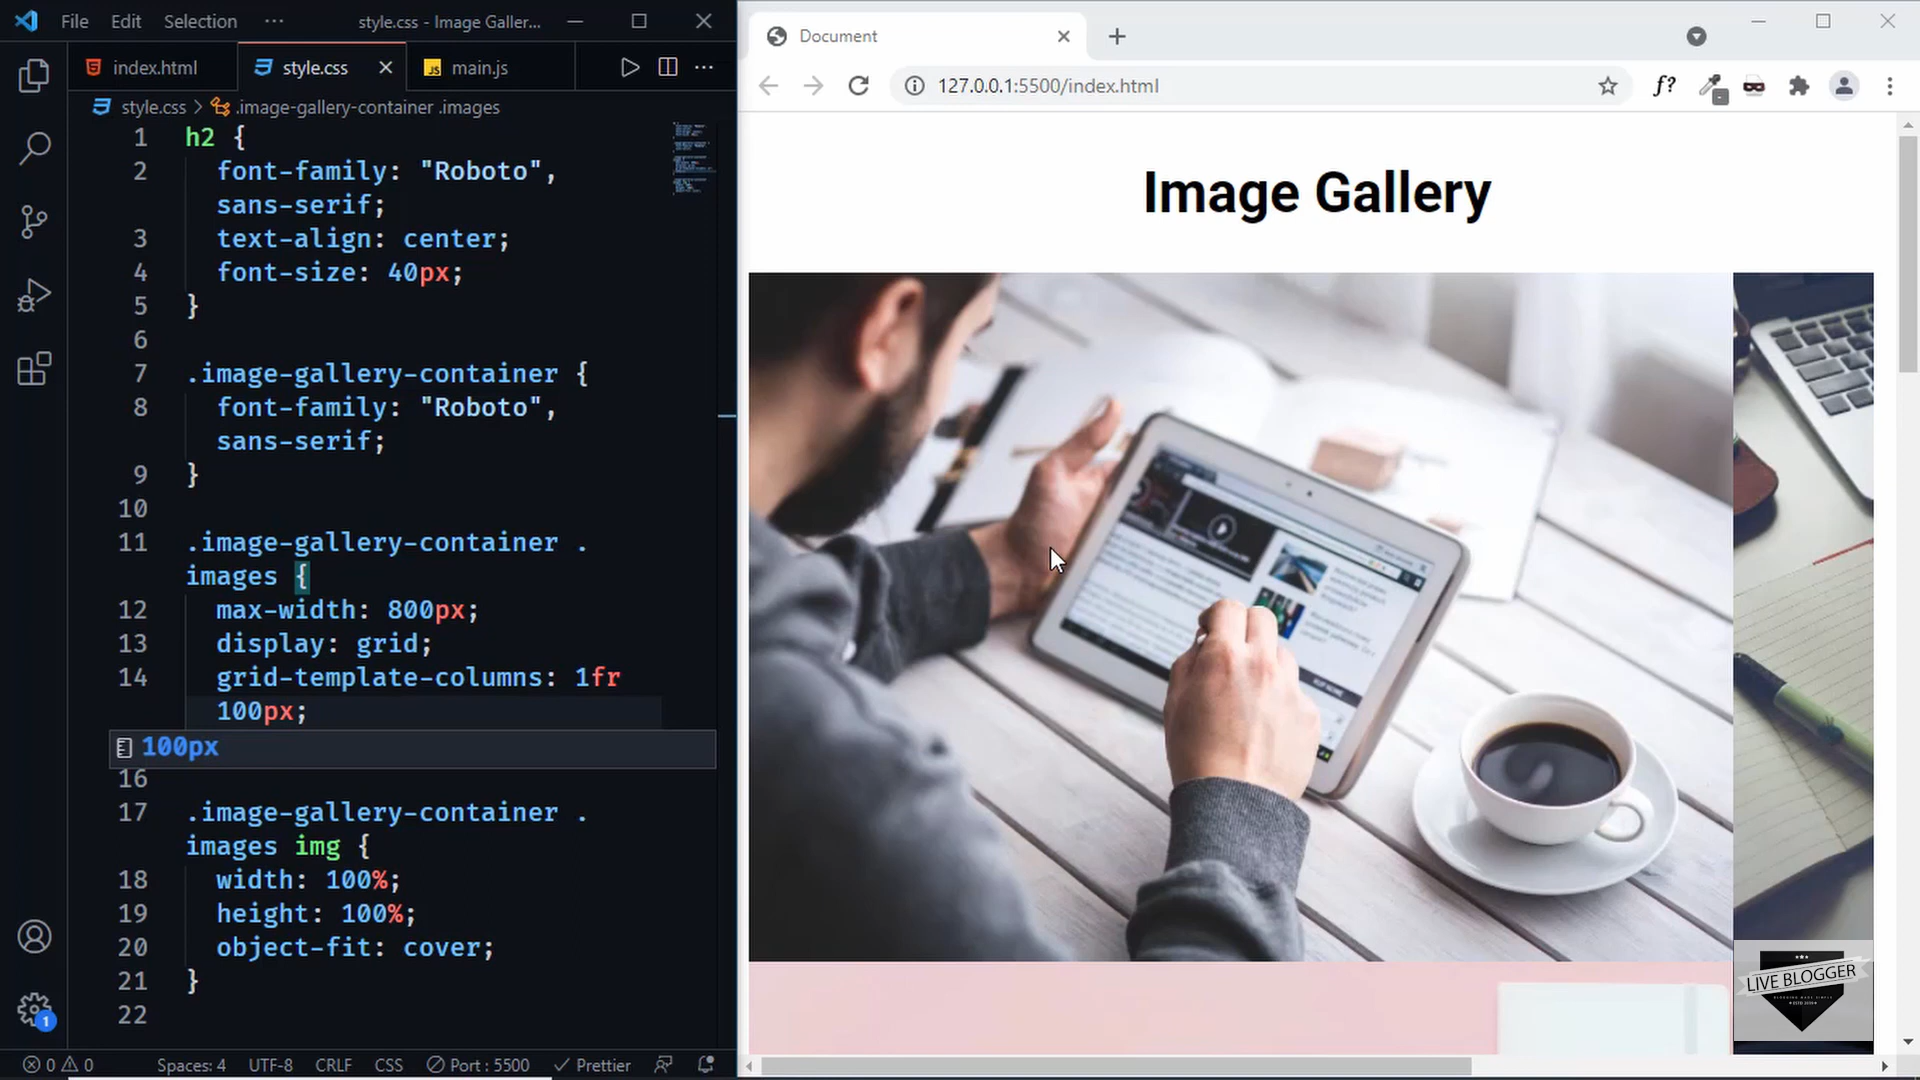 File Edit Selection ··· style.css - Image Galler...
index.html style.css main.js
style.css > .image-gallery-container .images
1 h2 {
2 font-family: "Roboto",
sans-serif;
3 text-align: center;
4 font-size: 40px;
5 }
6
7 .image-gallery-container {
8 font-family: "Roboto",
sans-serif;
9 }
10
11 .image-gallery-container .
images {
12 max-width: 800px;
13 display: grid;
14 grid-template-columns: 1fr
100px;
100px
16
17 .image-gallery-container .
images img {
18 width: 100%;
19 height: 100%;
20 object-fit: cover;
21 }
22
1
0 0 Spaces: 4 UTF-8 CRLF CSS Port : 5500 Prettier
Document
127.0.0.1:5500/index.html
f?
Image Gallery
LIVE BLOGGER